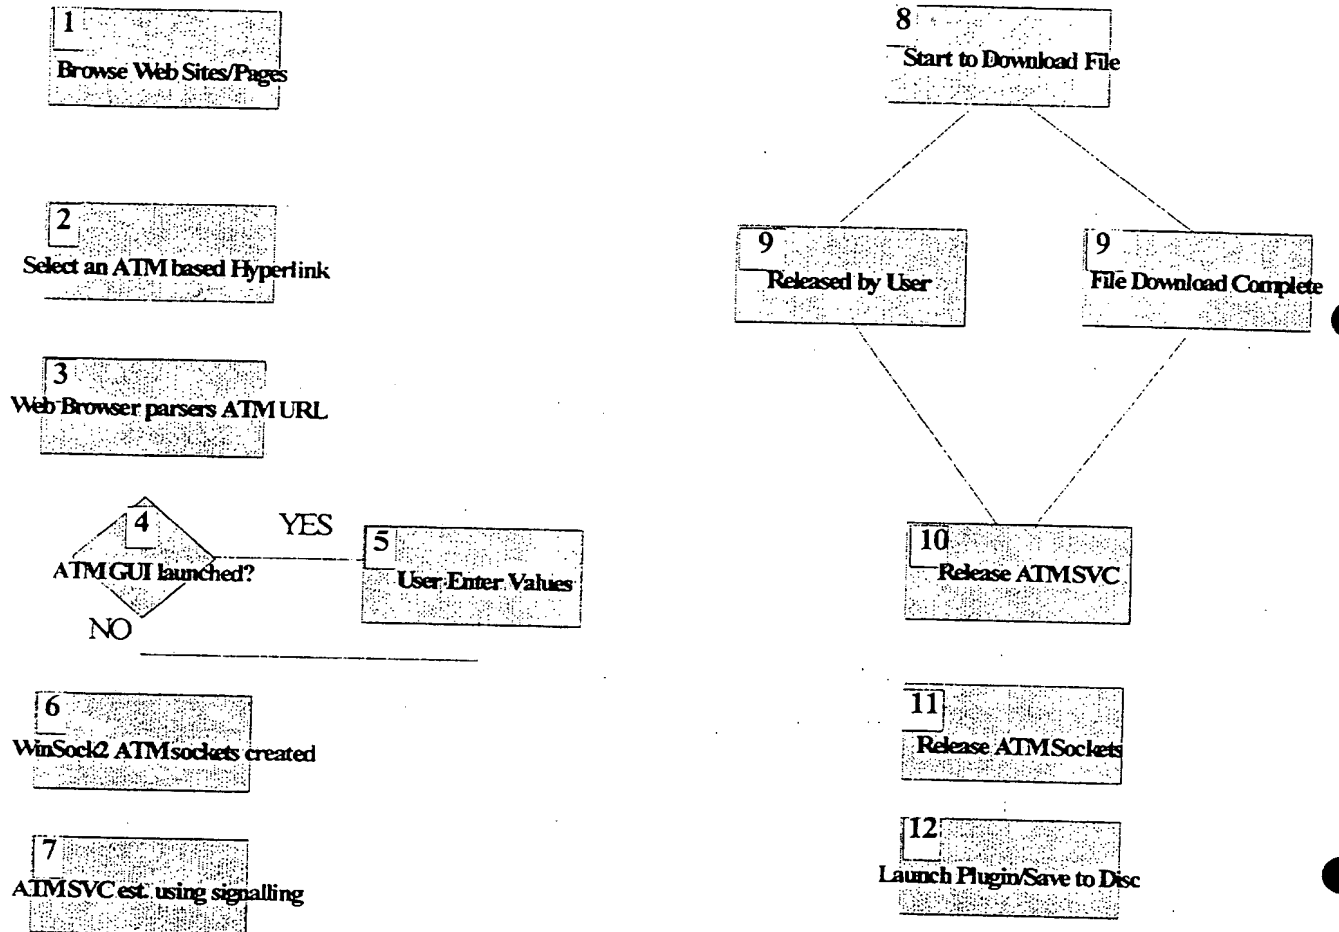 1
Browse Web Sites/Pages
2
Select an ATM based Hyperlink
3
Web Browser parsers ATM URL
4
ATM GUI launched?
YES
5
User Enter Values
NO
6
WinSock2 ATM sockets created
7
ATM SVC est. using signalling
8
Start to Download File
9
Released by User
9
File Download Complete
10
Release ATM SVC
11
Release ATM Sockets
12
Launch Plugin/Save to Disc